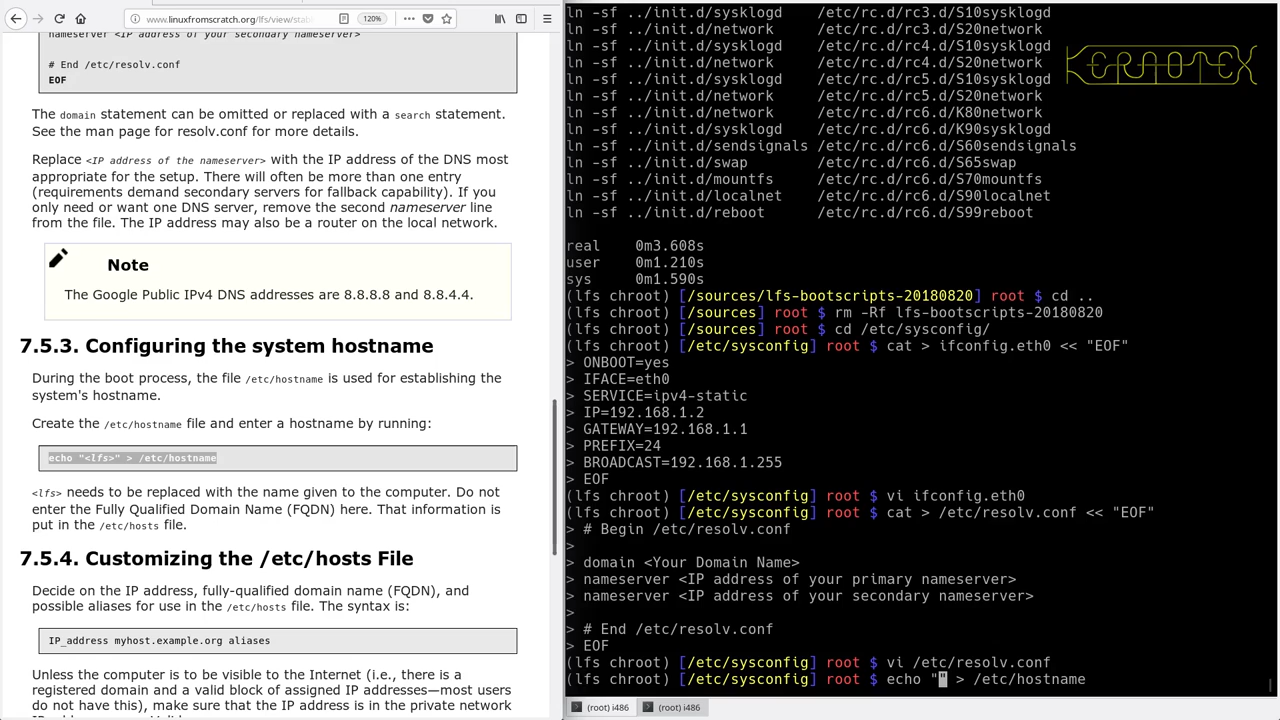 www.linuxfromscratch.org/lfs/view/stab
120%
nameserver <IP address of your secondary nameserver>
# End /etc/resolv.conf
EOF
The domain statement can be omitted or replaced with a search statement.
See the man page for resolv.conf for more details.
Replace <IP address of the nameserver> with the IP address of the DNS most
appropriate for the setup. There will often be more than one entry
(requirements demand secondary servers for fallback capability). If you
only need or want one DNS server, remove the second nameserver line
from the file. The IP address may also be a router on the local network.
Note
The Google Public IPv4 DNS addresses are 8.8.8.8 and 8.8.4.4.
7.5.3. Configuring the system hostname
During the boot process, the file /etc/hostname is used for establishing the
system's hostname.
Create the /etc/hostname file and enter a hostname by running:
echo "<lfs>" > /etc/hostname
<lfs> needs to be replaced with the name given to the computer. Do not
enter the Fully Qualified Domain Name (FQDN) here. That information is
put in the /etc/hosts file.
7.5.4. Customizing the /etc/hosts File
Decide on the IP address, fully-qualified domain name (FQDN), and
possible aliases for use in the /etc/hosts file. The syntax is:
IP_address myhost.example.org aliases
Unless the computer is to be visible to the Internet (i.e., there is a
registered domain and a valid block of assigned IP addresses—most users
do not have this), make sure that the IP address is in the private network
ln -sf ../init.d/sysklogd    /etc/rc.d/rc3.d/S10sysklogd
ln -sf ../init.d/network     /etc/rc.d/rc3.d/S20network
ln -sf ../init.d/sysklogd    /etc/rc.d/rc4.d/S10sysklogd
ln -sf ../init.d/network     /etc/rc.d/rc4.d/S20network
ln -sf ../init.d/sysklogd    /etc/rc.d/rc5.d/S10sysklogd
ln -sf ../init.d/network     /etc/rc.d/rc5.d/S20network
ln -sf ../init.d/network     /etc/rc.d/rc6.d/K80network
ln -sf ../init.d/sysklogd    /etc/rc.d/rc6.d/K90sysklogd
ln -sf ../init.d/sendsignals /etc/rc.d/rc6.d/S60sendsignals
ln -sf ../init.d/swap        /etc/rc.d/rc6.d/S65swap
ln -sf ../init.d/mountfs     /etc/rc.d/rc6.d/S70mountfs
ln -sf ../init.d/localnet    /etc/rc.d/rc6.d/S90localnet
ln -sf ../init.d/reboot      /etc/rc.d/rc6.d/S99reboot
real    0m3.608s
user    0m1.210s
sys     0m1.590s
(lfs chroot) [/sources/lfs-bootscripts-20180820] root $ cd ..
(lfs chroot) [/sources] root $ rm -Rf lfs-bootscripts-20180820
(lfs chroot) [/sources] root $ cd /etc/sysconfig/
(lfs chroot) [/etc/sysconfig] root $ cat > ifconfig.eth0 << "EOF"
> ONBOOT=yes
> IFACE=eth0
> SERVICE=ipv4-static
> IP=192.168.1.2
> GATEWAY=192.168.1.1
> PREFIX=24
> BROADCAST=192.168.1.255
> EOF
(lfs chroot) [/etc/sysconfig] root $ vi ifconfig.eth0
(lfs chroot) [/etc/sysconfig] root $ cat > /etc/resolv.conf << "EOF"
> # Begin /etc/resolv.conf
>
> domain <Your Domain Name>
> nameserver <IP address of your primary nameserver>
> nameserver <IP address of your secondary nameserver>
>
> # End /etc/resolv.conf
> EOF
(lfs chroot) [/etc/sysconfig] root $ vi /etc/resolv.conf
(lfs chroot) [/etc/sysconfig] root $ echo "" > /etc/hostname
(root) i486
(root) i486
KERAOTEX